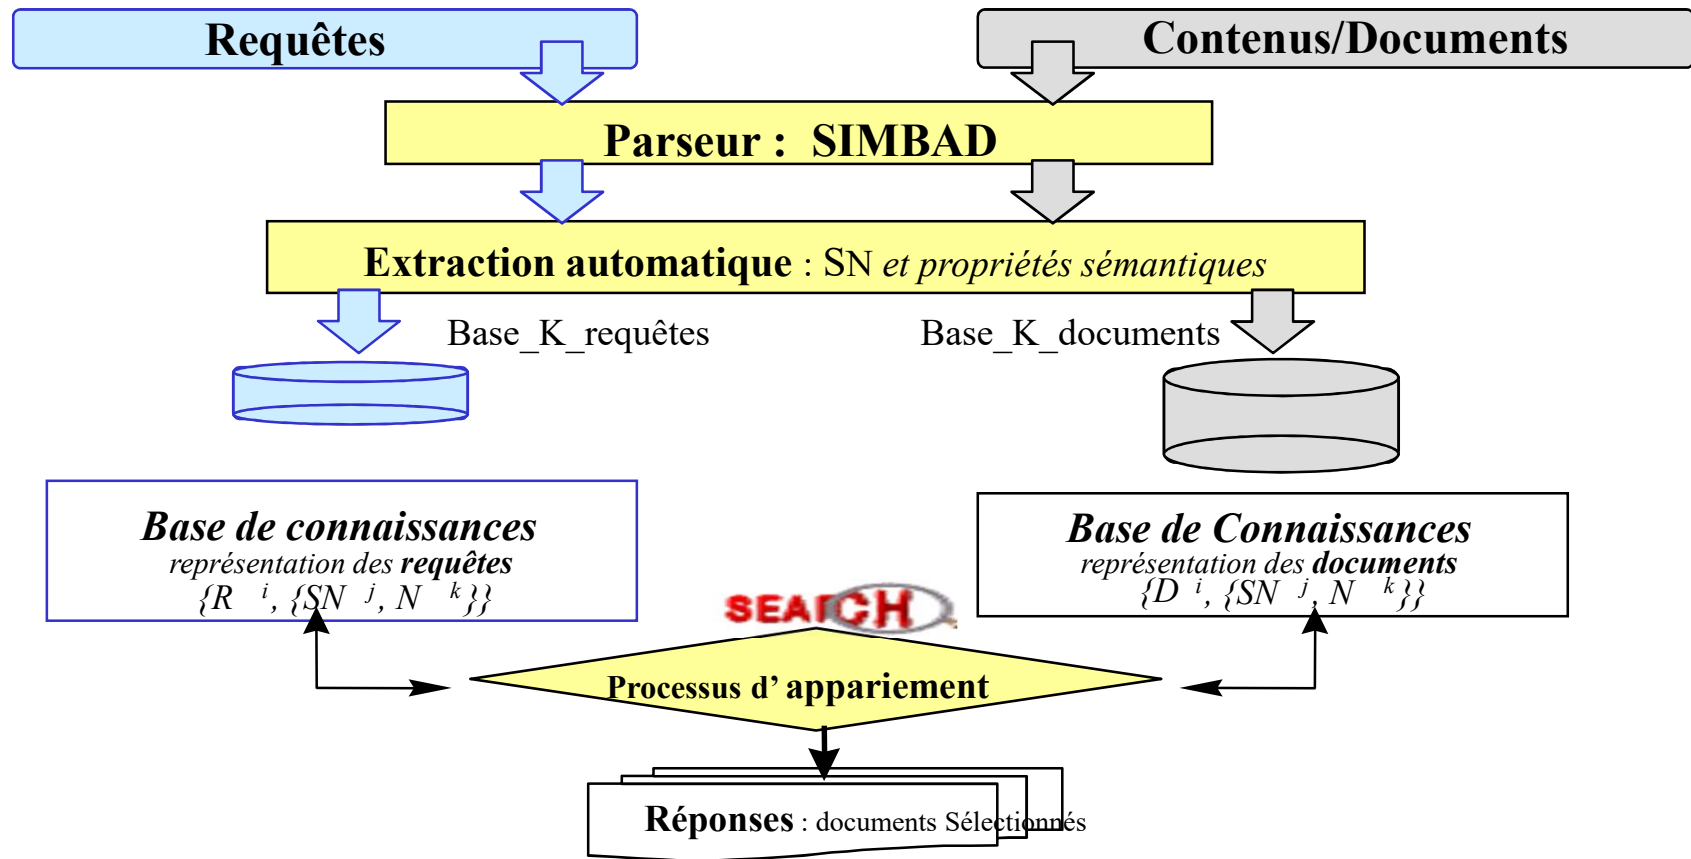 Requêtes
Contenus/Documents
Parseur : SIMBAD
Extraction automatique : SN et propriétés sémantiques
Base_K_requêtes
Base_K_documents
Base de connaissances
représentation des requêtes
{R i, {SN j, N k}}
Base de Connaissances
représentation des documents
{D i, {SN j, N k}}
SEARCH
Processus d’ appariement
Réponses : documents Sélectionnés